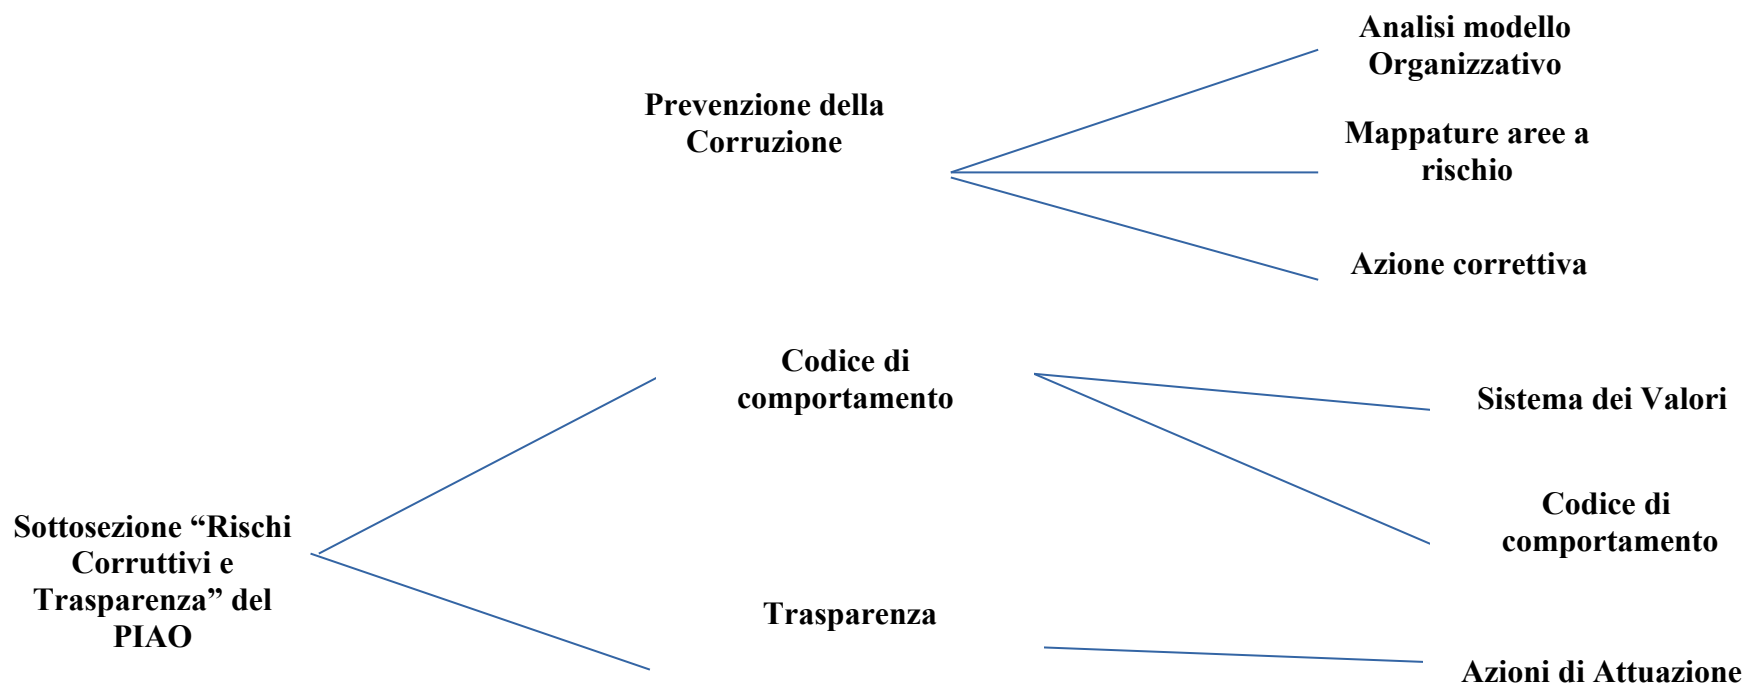 Analisi modello
Organizzativo
Prevenzione della
Corruzione
Mappature aree a
rischio
Azione correttiva
Codice di
comportamento
Sistema dei Valori
Codice di
comportamento
Sottosezione “Rischi
Corruttivi e
Trasparenza” del
PIAO
Trasparenza
Azioni di Attuazione